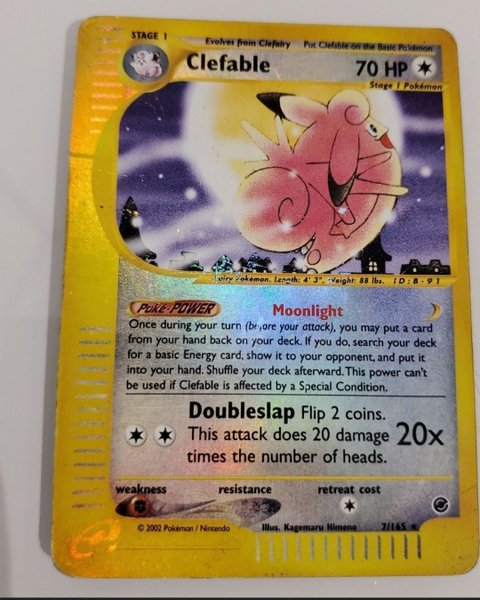 STAGE 1
Evolves from Clefairy Put Clefable on the Basic Pokémon
Clefable 70 HP
Stage 1 Pokémon
Pokémon. Length: 4' 3", Weight: 88 lbs. ID: B - 91
POKÉ-POWER Moonlight
Once during your turn (before your attack), you may put a card
from your hand back on your deck. If you do, search your deck
for a basic Energy card, show it to your opponent, and put it
into your hand. Shuffle your deck afterward. This power can't
be used if Clefable is affected by a Special Condition.
Doubleslap Flip 2 coins.
This attack does 20 damage 20x
times the number of heads.
weakness resistance retreat cost
© 2002 Pokémon / Nintendo Illus. Kagemaru Himeno 7/165 ★